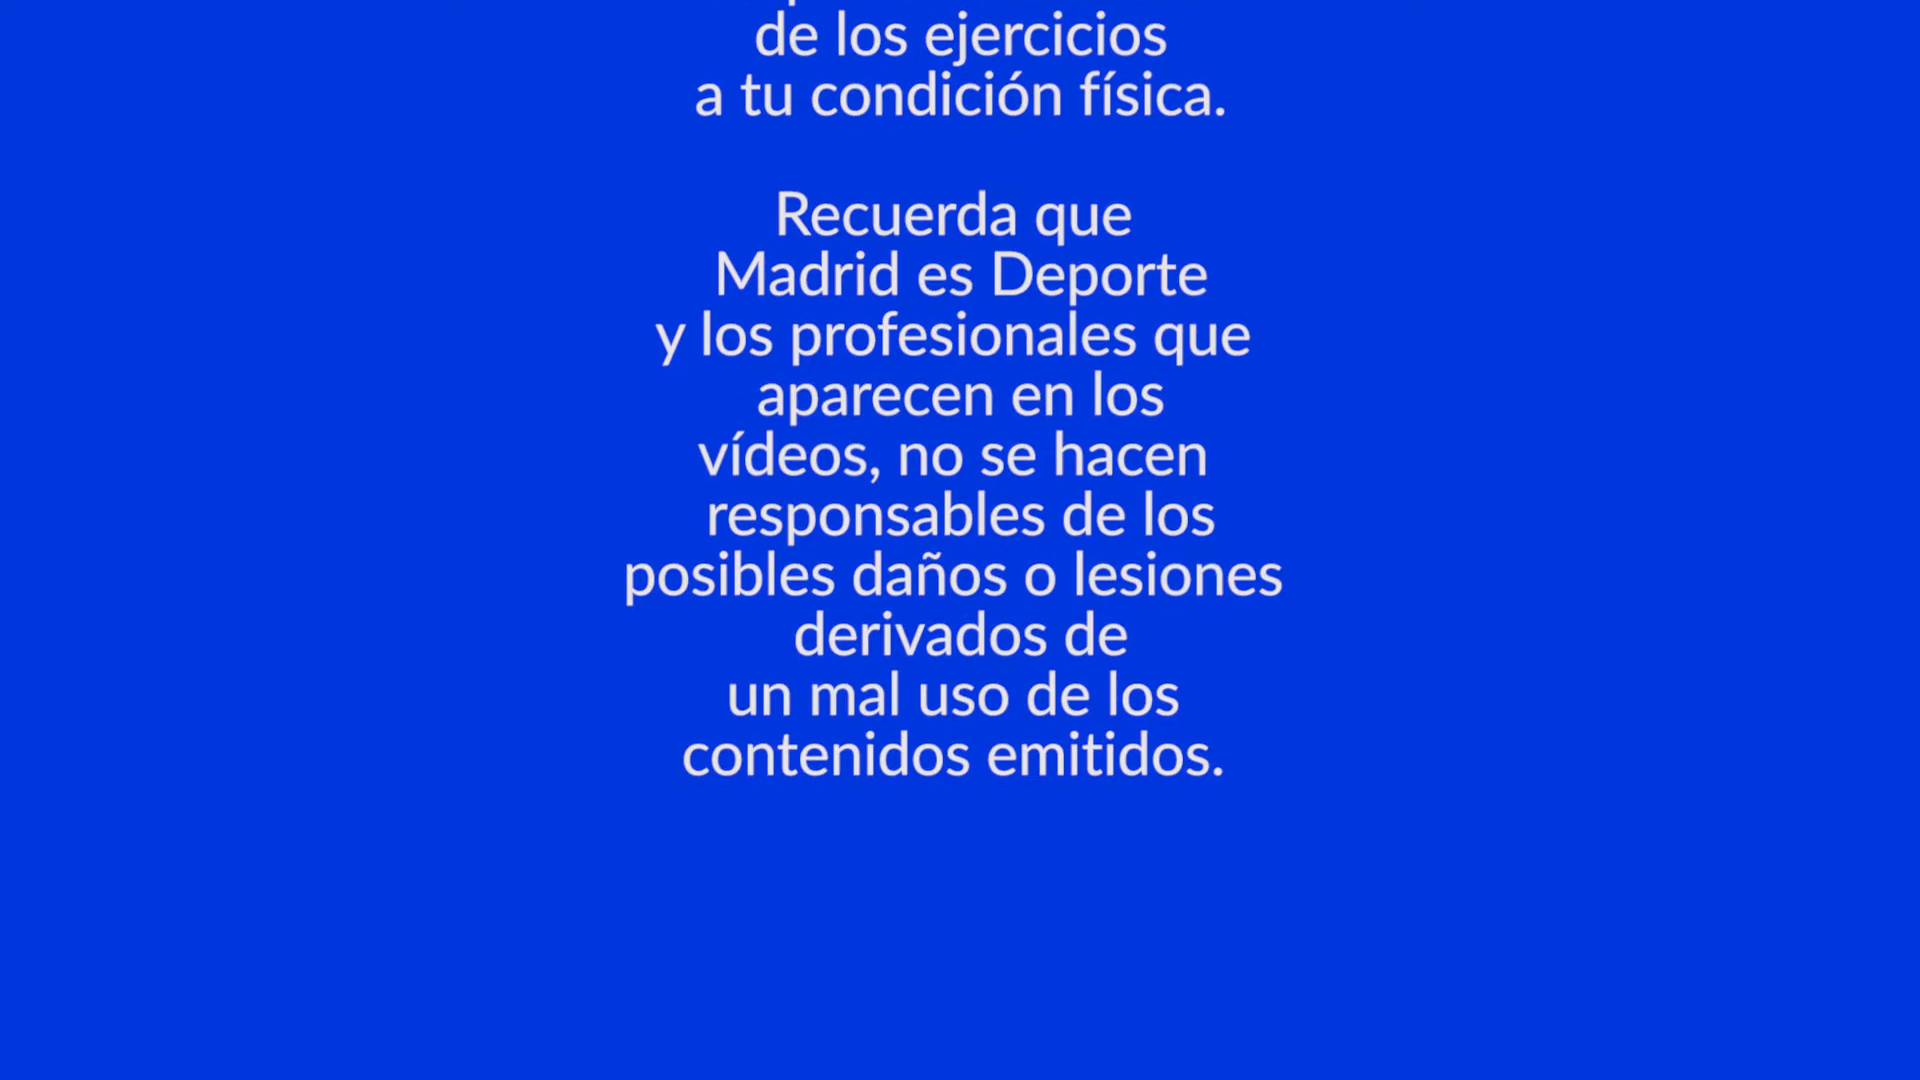 de los ejercicios
a tu condición física.
Recuerda que
Madrid es Deporte
y los profesionales que
aparecen en los
vídeos, no se hacen
responsables de los
posibles daños o lesiones
derivados de
un mal uso de los
contenidos emitidos.